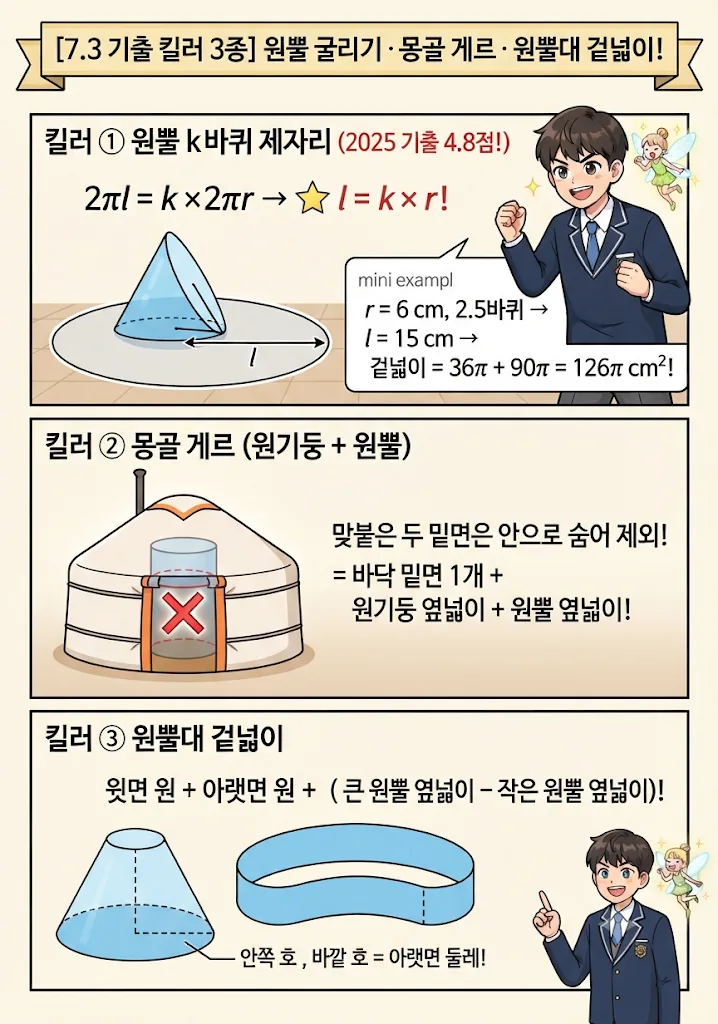 [7.3 기출 킬러 3종] 원뿔 굴리기 · 몽골 게르 · 원뿔대 겉넓이!
킬러 ① 원뿔 k바퀴 제자리 (2025 기출 4.8점!)
2πl = k × 2πr → ⭐ l = k × r!
l
mini exampl
r = 6 cm, 2.5바퀴 →
l = 15 cm →
겉넓이 = 36π + 90π = 126π cm²!
킬러 ② 몽골 게르 (원기둥 + 원뿔)
맞붙은 두 밑면은 안으로 숨어 제외!
= 바닥 밑면 1개 +
원기둥 옆넓이 + 원뿔 옆넓이!
킬러 ③ 원뿔대 겉넓이
윗면 원 + 아랫면 원 + ( 큰 원뿔 옆넓이 – 작은 원뿔 옆넓이)!
안쪽 호 , 바깥 호 = 아랫면 둘레!